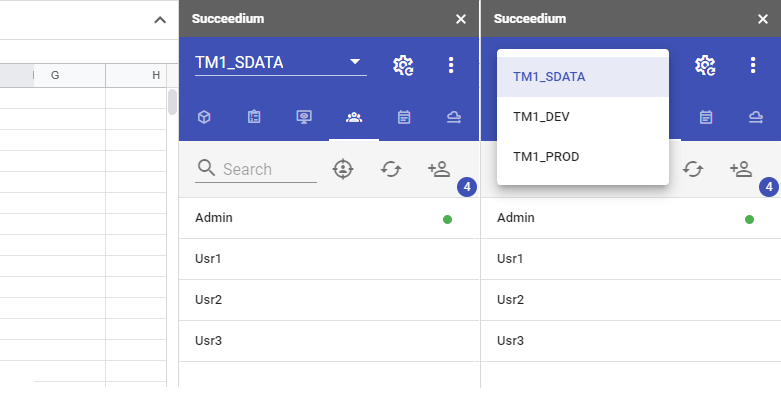 G H
Succeedium ×
TM1_SDATA
Search
4
Admin
Usr1
Usr2
Usr3
Succeedium ×
TM1_SDATA
TM1_DEV
TM1_PROD
4
Admin
Usr1
Usr2
Usr3